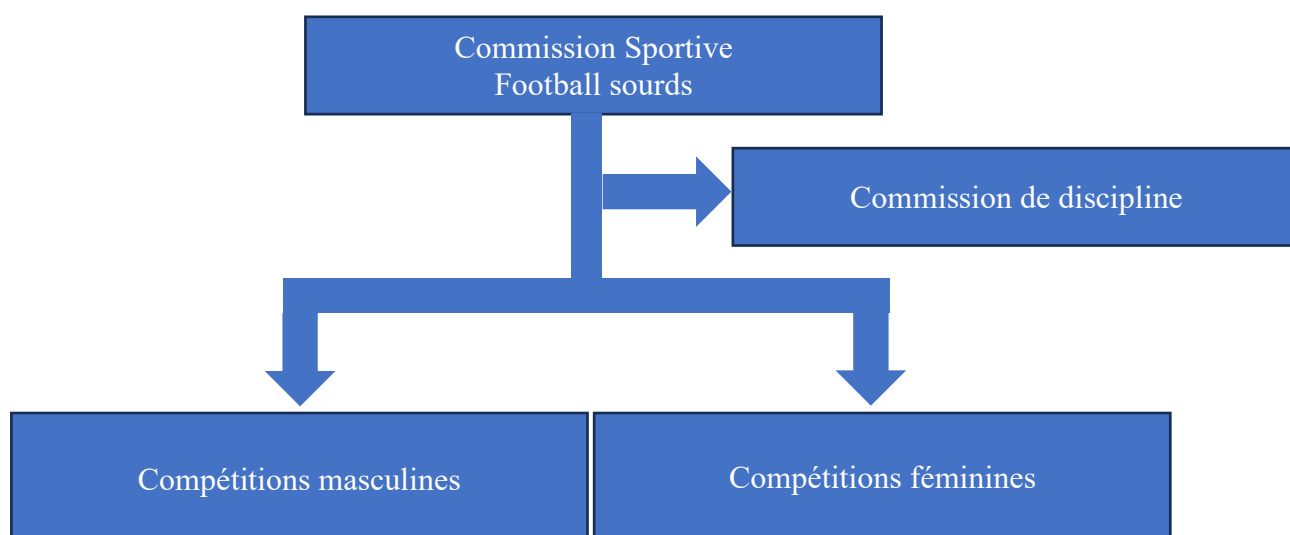 Commission Sportive
Football sourds
Commission de discipline
Compétitions masculines
Compétitions féminines